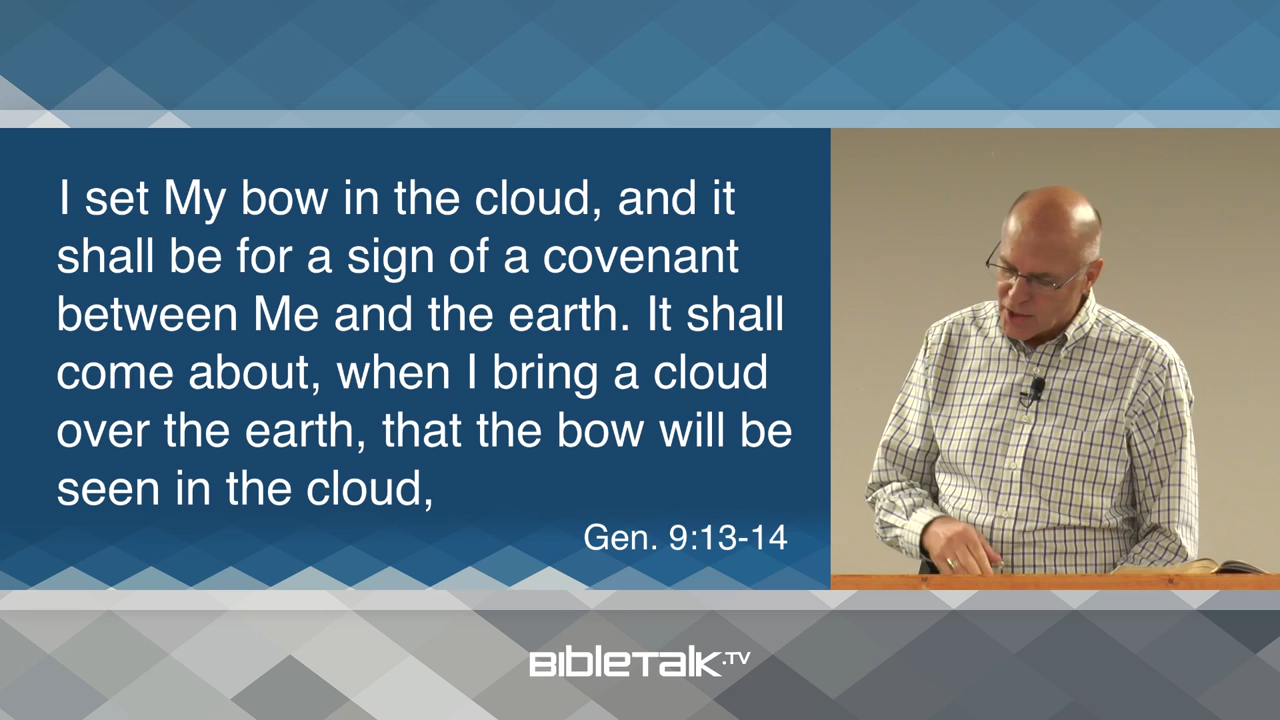 I set My bow in the cloud, and it
shall be for a sign of a covenant
between Me and the earth. It shall
come about, when I bring a cloud
over the earth, that the bow will be
seen in the cloud,
Gen. 9:13-14
BIBLETALK.TV